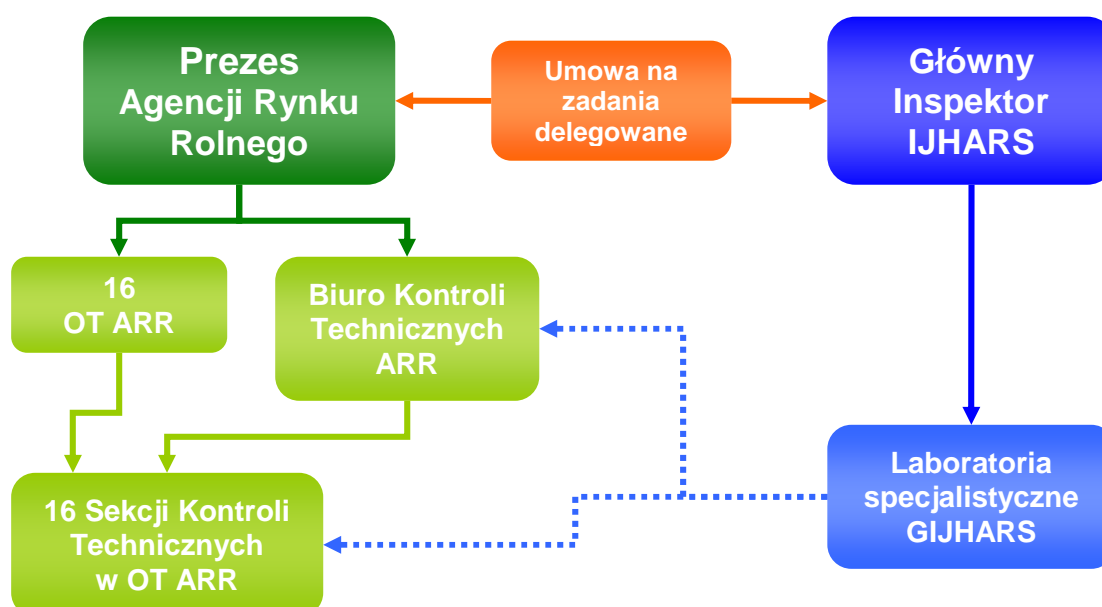 Prezes
Agencji Rynku
Rolnego
Umowa na
zadania
delegowane
Główny
Inspektor
IJHARS
16
OT ARR
Biuro Kontroli
Technicznych
ARR
16 Sekcji Kontroli
Technicznych
w OT ARR
Laboratoria
specjalistyczne
GIJHARS